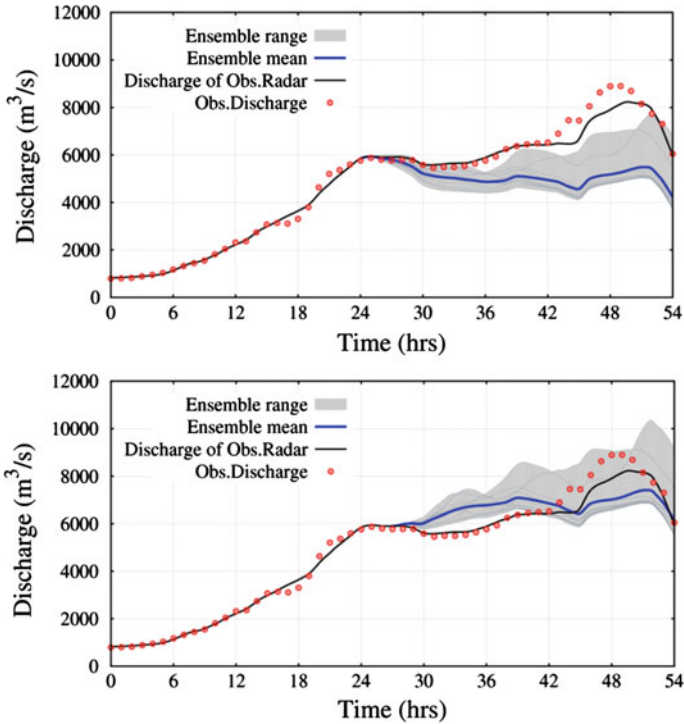 12000
10000
8000
6000
4000
2000
0
Discharge (m³/s)
Ensemble range
Ensemble mean
Discharge of Obs.Radar
Obs.Discharge
0 6 12 18 24 30 36 42 48 54
Time (hrs)
12000
10000
8000
6000
4000
2000
0
Discharge (m³/s)
Ensemble range
Ensemble mean
Discharge of Obs.Radar
Obs.Discharge
0 6 12 18 24 30 36 42 48 54
Time (hrs)